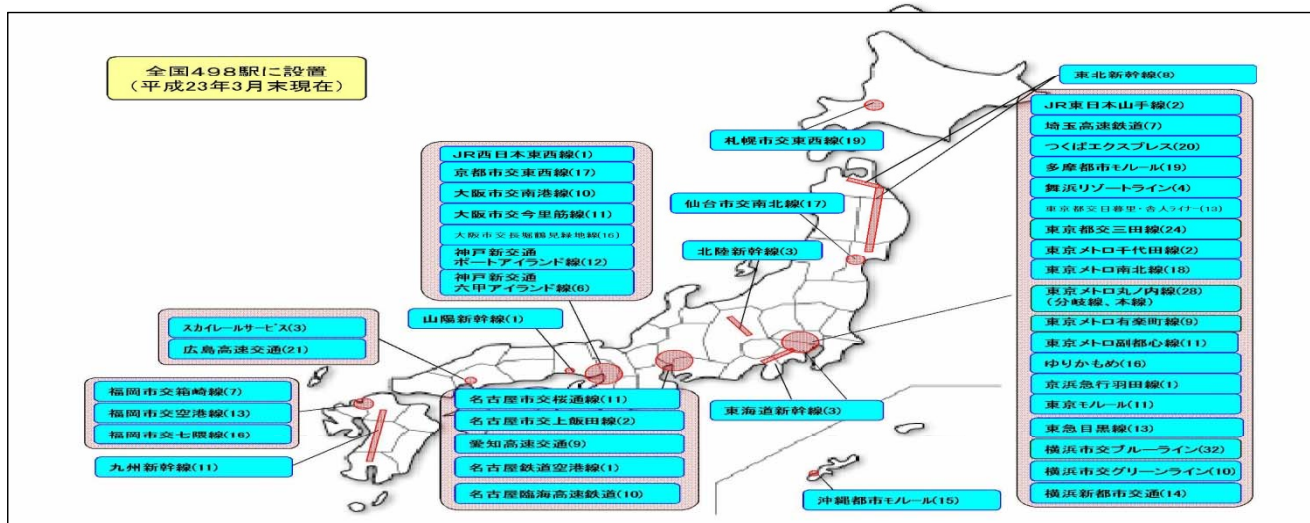 全国498駅に設置
(平成23年3月末現在)
東北新幹線(8)
札幌市交東西線(19)
仙台市交南北線(17)
北陸新幹線(3)
JR東日本山手線(2)
埼玉高速鉄道(7)
つくばエクスプレス(20)
多摩都市モノレール(19)
舞浜リゾートライン(4)
東京都交日暮里・舎人ライナー(13)
東京都交三田線(24)
東京メトロ千代田線(2)
東京メトロ南北線(18)
東京メトロ丸ノ内線(28)
(分岐線、本線)
東京メトロ有楽町線(9)
東京メトロ副都心線(11)
ゆりかもめ(16)
京浜急行羽田線(1)
東京モノレール(11)
東急目黒線(13)
横浜市交ブルーライン(32)
横浜市交グリーンライン(10)
横浜新都市交通(14)
JR西日本東西線(1)
京都市交東西線(17)
大阪市交南港線(10)
大阪市交今里筋線(11)
大阪市交長堀鶴見緑地線(16)
神戸新交通
ポートアイランド線(12)
神戸新交通
六甲アイランド線(6)
山陽新幹線(1)
スカイレールサービス(3)
広島高速交通(21)
福岡市交箱崎線(7)
福岡市交空港線(13)
福岡市交七隈線(16)
九州新幹線(11)
名古屋市交桜通線(11)
名古屋市交上飯田線(2)
愛知高速交通(9)
名古屋鉄道空港線(1)
名古屋臨海高速鉄道(10)
東海道新幹線(3)
沖縄都市モノレール(15)